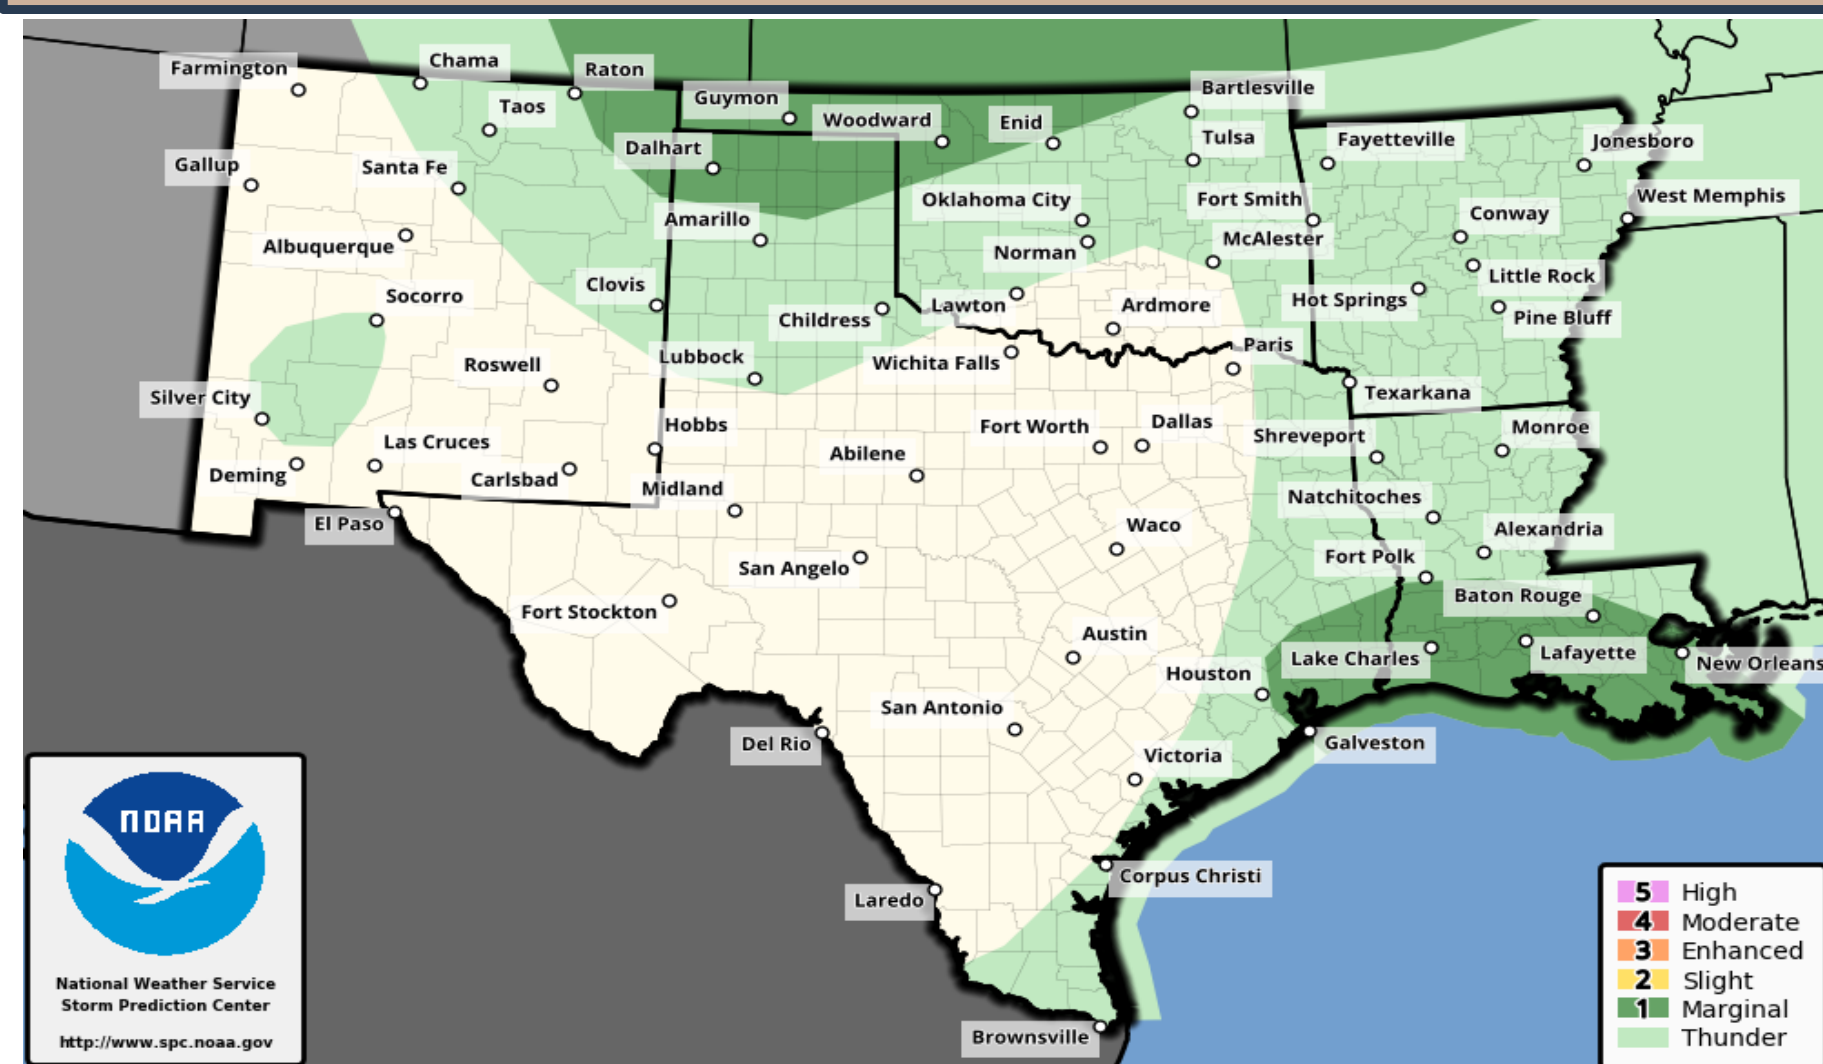 Farmington
Chama
Raton
Taos
Guymon
Woodward
Enid
Bartlesville
Tulsa
Fayetteville
Jonesboro
Gallup
Santa Fe
Dalhart
Albuquerque
Amarillo
Oklahoma City
Norman
Fort Smith
McAlester
Conway
West Memphis
Little Rock
Hot Springs
Pine Bluff
Socorro
Clovis
Childress
Lawton
Ardmore
Roswell
Lubbock
Wichita Falls
Paris
Texarkana
Silver City
Las Cruces
Hobbs
Abilene
Fort Worth
Dallas
Shreveport
Monroe
Deming
Carlsbad
Midland
Natchitoches
El Paso
San Angelo
Waco
Alexandria
Fort Polk
Fort Stockton
Austin
Baton Rouge
Houston
Lake Charles
Lafayette
New Orleans
San Antonio
Del Rio
Victoria
Galveston
Laredo
Corpus Christi
Brownsville
NOAA
National Weather Service
Storm Prediction Center
http://www.spc.noaa.gov
5 High
4 Moderate
3 Enhanced
2 Slight
1 Marginal
Thunder